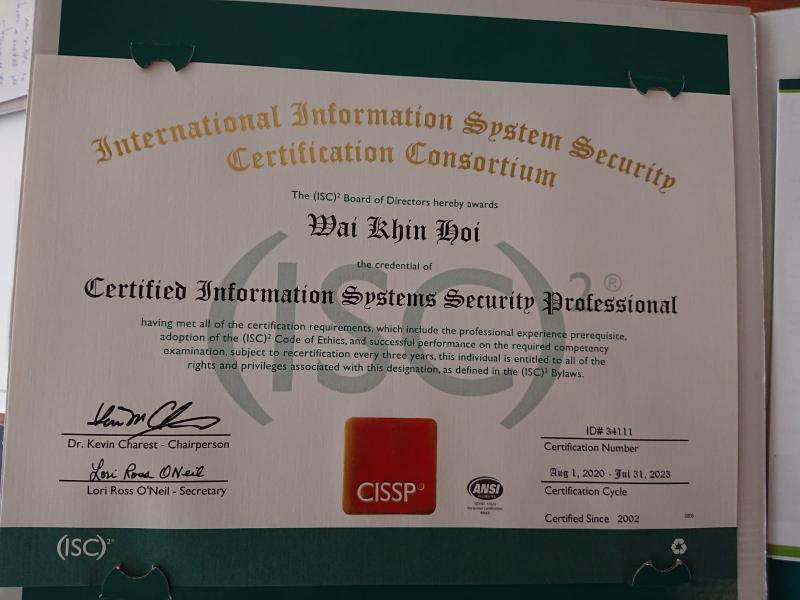 International Information System Security
Certification Consortium
The (ISC)² Board of Directors hereby awards
Wai Khin Hoi
the credential of
Certified Information Systems Security Professional
having met all of the certification requirements, which include the professional experience prerequisite,
adoption of the (ISC)² Code of Ethics, and successful performance on the required competency
examination, subject to recertification every three years, this individual is entitled to all of the
rights and privileges associated with this designation, as defined in the (ISC)² Bylaws.
(ISC)²®
Dr. Kevin Charest - Chairperson
Lori Ross O'Neil
Lori Ross O'Neil - Secretary
CISSP®
ANSI
ID# 34111
Certification Number
Aug 1, 2020 - Jul 31, 2023
Certification Cycle
Certified Since 2002
(ISC)²®